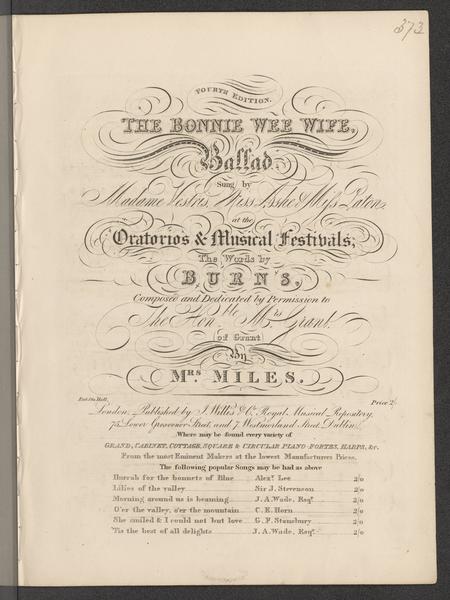 373
FOURTH EDITION.
THE BONNIE WEE WIFE,
Ballad.
Sung by
Madame Vestris, Miss Ashe & Miss Paton,
at the
Oratorios & Musical Festivals;
The Words by
BURNS,
Composed and Dedicated by Permission to
The Honble Mrs Grant.
of Grant
By
MRS. MILES.
Ent. Sta. Hall.
Price 2/
London, Published by J. Willis & Co. Royal Musical Repository,
75, Lower Grosvenor Street, and 7, Westmorland Street, Dublin.
Where may be found every variety of
GRAND, CABINET, COTTAGE, SQUARE & CIRCULAR PIANO-FORTES, HARPS, &c.
From the most Eminent Makers at the lowest Manufacturers Prices.
The following popular Songs may be had as above
Hurrah for the bonnets of Blue Alexr. Lee 2/0
Lilies of the valley Sir J. Stevenson 2/0
Morning around us is beaming J. A. Wade, Esqr. 2/0
O'er the valley, o'er the mountain C. E. Horn 2/0
She smiled & I could not but love G. F. Stansbury 2/0
'Tis the best of all delights J. A. Wade, Esqr. 2/0